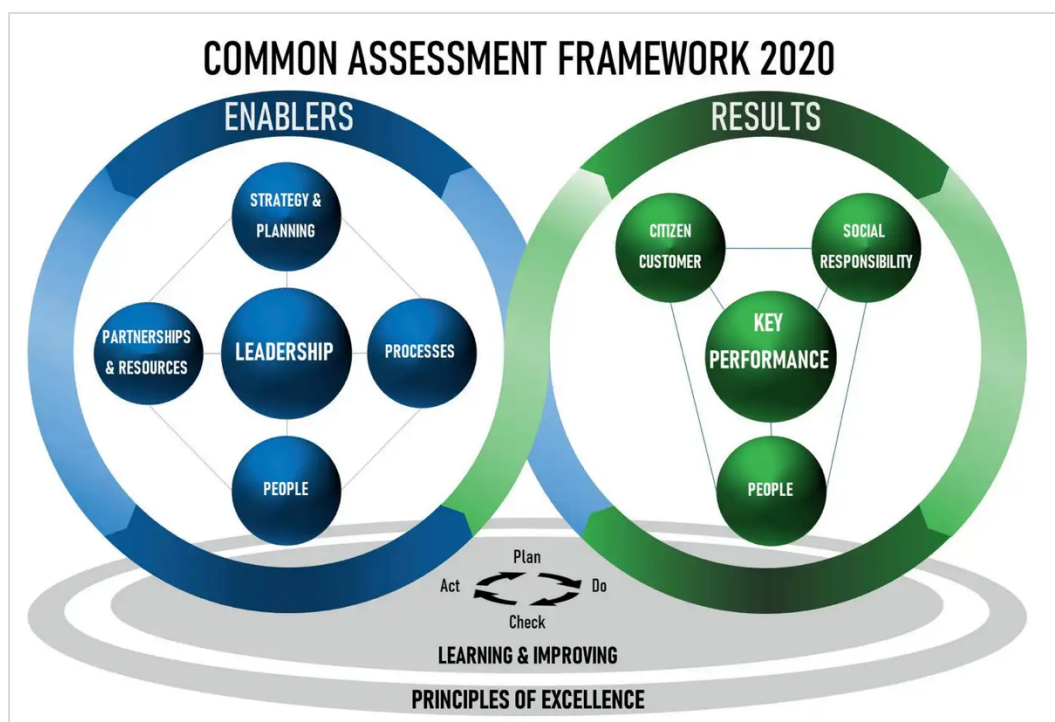 COMMON ASSESSMENT FRAMEWORK 2020
ENABLERS
STRATEGY &
PLANNING
PARTNERSHIPS
& RESOURCES
LEADERSHIP
PROCESSES
PEOPLE
RESULTS
CITIZEN
CUSTOMER
SOCIAL
RESPONSIBILITY
KEY
PERFORMANCE
PEOPLE
Plan
Act
Do
Check
LEARNING & IMPROVING
PRINCIPLES OF EXCELLENCE